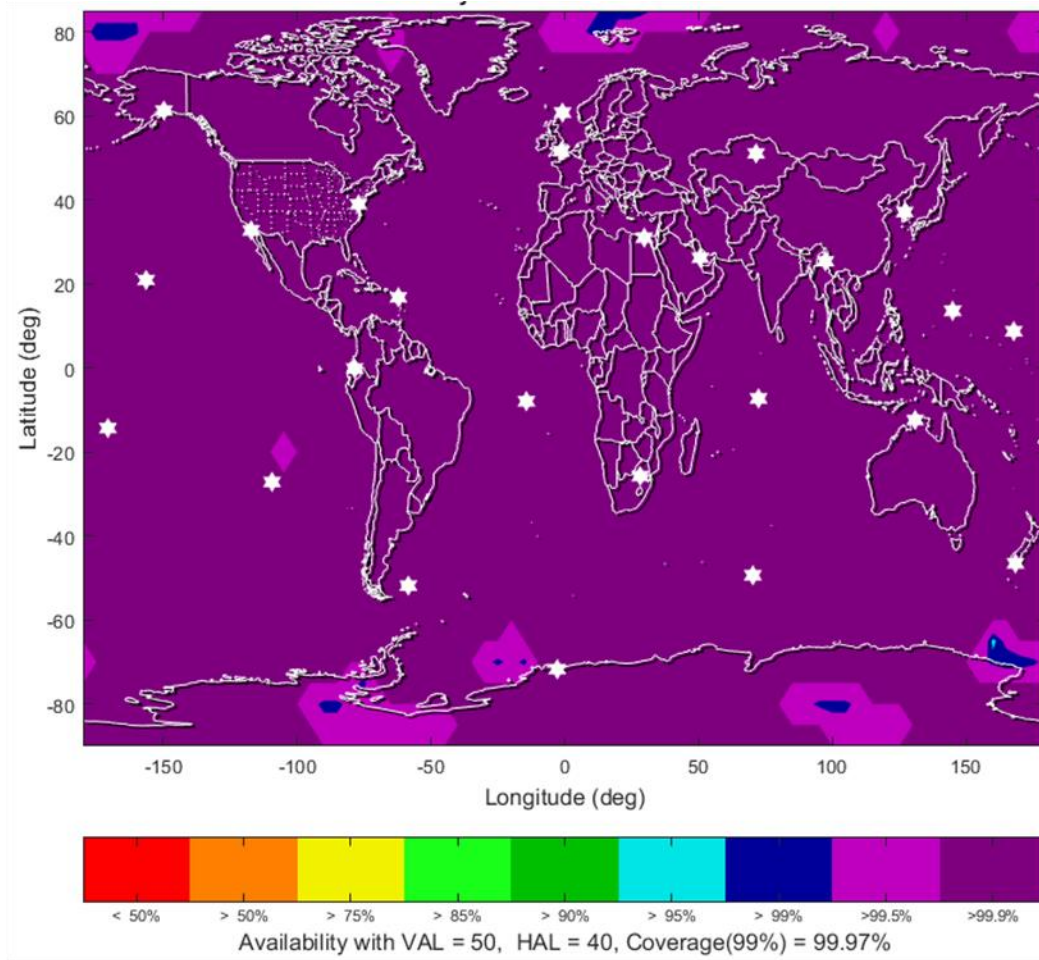 80
60
40
20
0
-20
-40
-60
-80
Latitude (deg)
-150 -100 -50 0 50 100 150
Longitude (deg)
< 50% > 50% > 75% > 85% > 90% > 95% > 99% >99.5% >99.9%
Availability with VAL = 50, HAL = 40, Coverage(99%) = 99.97%